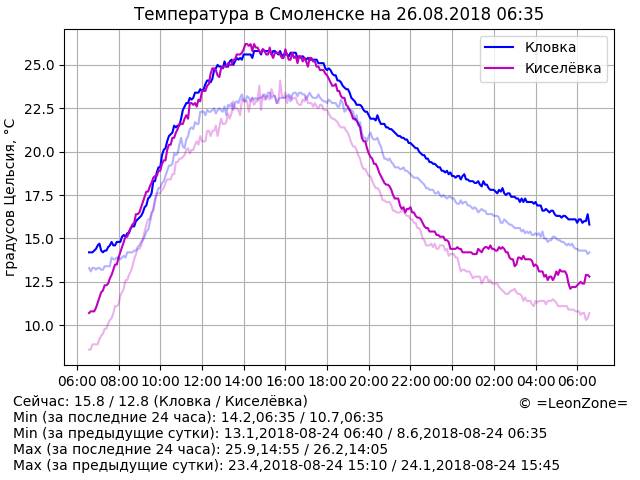 Температура в Смоленске на 26.08.2018 06:35
Кловка
Киселёвка
градусов Цельсия, °C
25.0
22.5
20.0
17.5
15.0
12.5
10.0
06:00 08:00 10:00 12:00 14:00 16:00 18:00 20:00 22:00 00:00 02:00 04:00 06:00
Сейчас: 15.8 / 12.8 (Кловка / Киселёвка)
© =LeonZone=
Min (за последние 24 часа): 14.2,06:35 / 10.7,06:35
Min (за предыдущие сутки): 13.1,2018-08-24 06:40 / 8.6,2018-08-24 06:35
Max (за последние 24 часа): 25.9,14:55 / 26.2,14:05
Max (за предыдущие сутки): 23.4,2018-08-24 15:10 / 24.1,2018-08-24 15:45